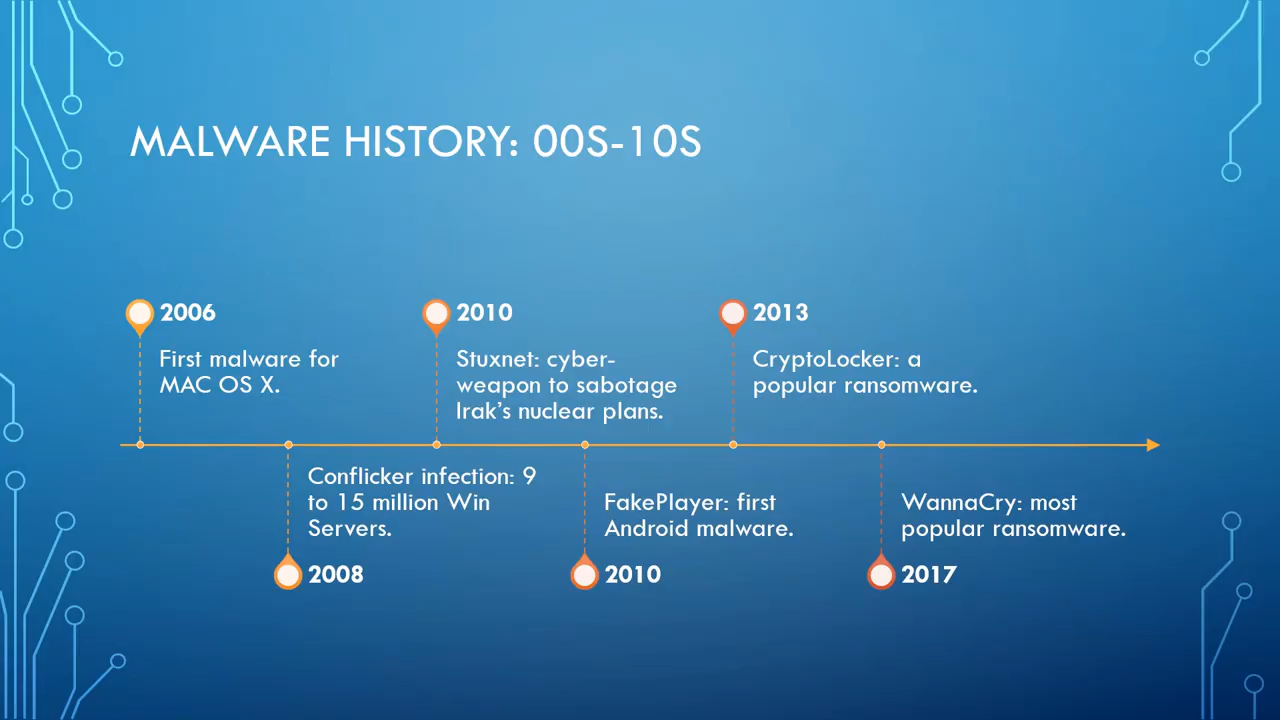 MALWARE HISTORY: 00S-10S
2006
First malware for
MAC OS X.
2010
Stuxnet: cyber-
weapon to sabotage
Irak’s nuclear plans.
2013
CryptoLocker: a
popular ransomware.
Conflicker infection: 9
to 15 million Win
Servers.
2008
FakePlayer: first
Android malware.
2010
WannaCry: most
popular ransomware.
2017